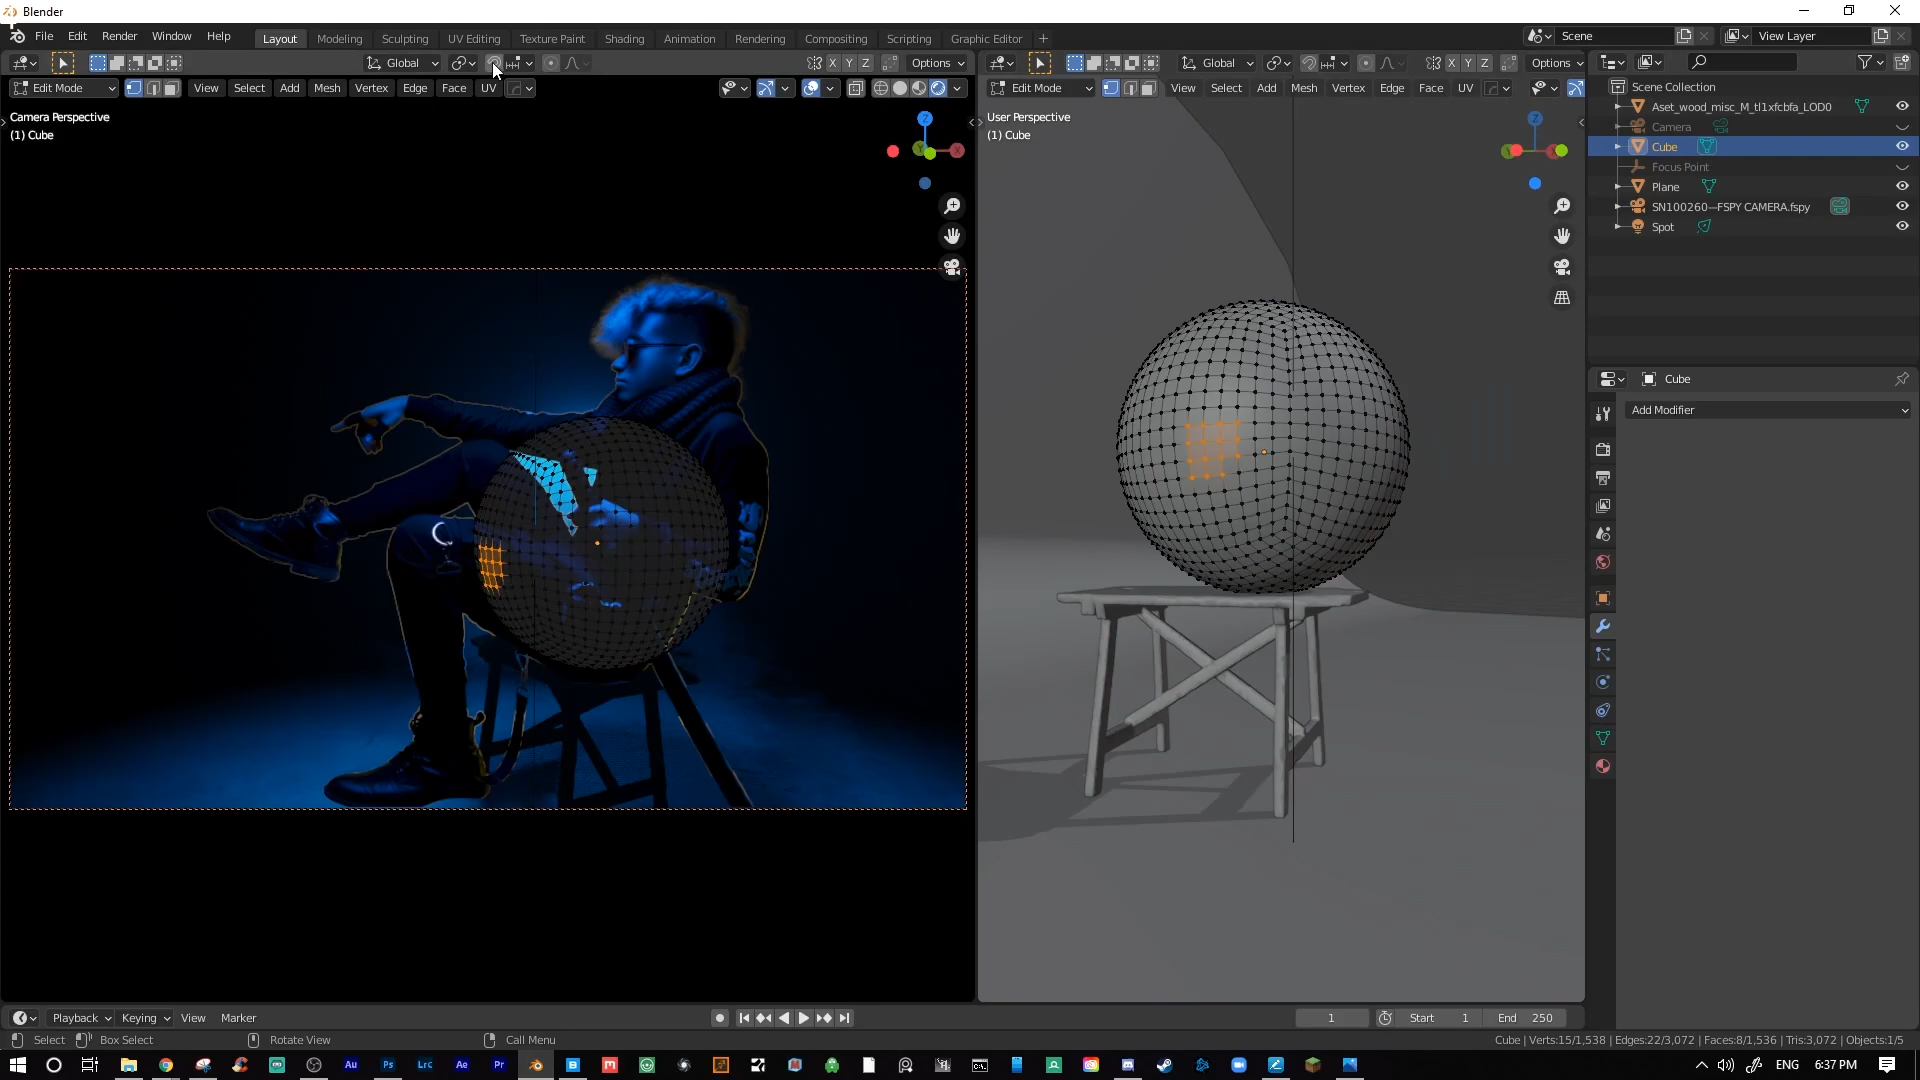 Blender
File Edit Render Window Help Layout Modeling Sculpting UV Editing Texture Paint Shading Animation Rendering Compositing Scripting Graphic Editor + Scene View Layer
Global X Y Z Options Global X Y Z Options
Edit Mode View Select Add Mesh Vertex Edge Face UV Edit Mode View Select Add Mesh Vertex Edge Face UV
Camera Perspective
(1) Cube
User Perspective
(1) Cube
Z
Y
X
Z
Y
X
Scene Collection
Aset_wood_misc_M_tl1xfcbfa_LOD0
Camera
Cube
Focus Point
Plane
SN100260—FSPY CAMERA.fspy
Spot
Cube
Add Modifier
Playback Keying View Marker 1 Start 1 End 250
Select Box Select Rotate View Call Menu Cube | Verts:15/1,538 | Edges:22/3,072 | Faces:8/1,536 | Tris:3,072 | Objects:1/5
Au Ps Lrc Ae Pr ENG 6:37 PM